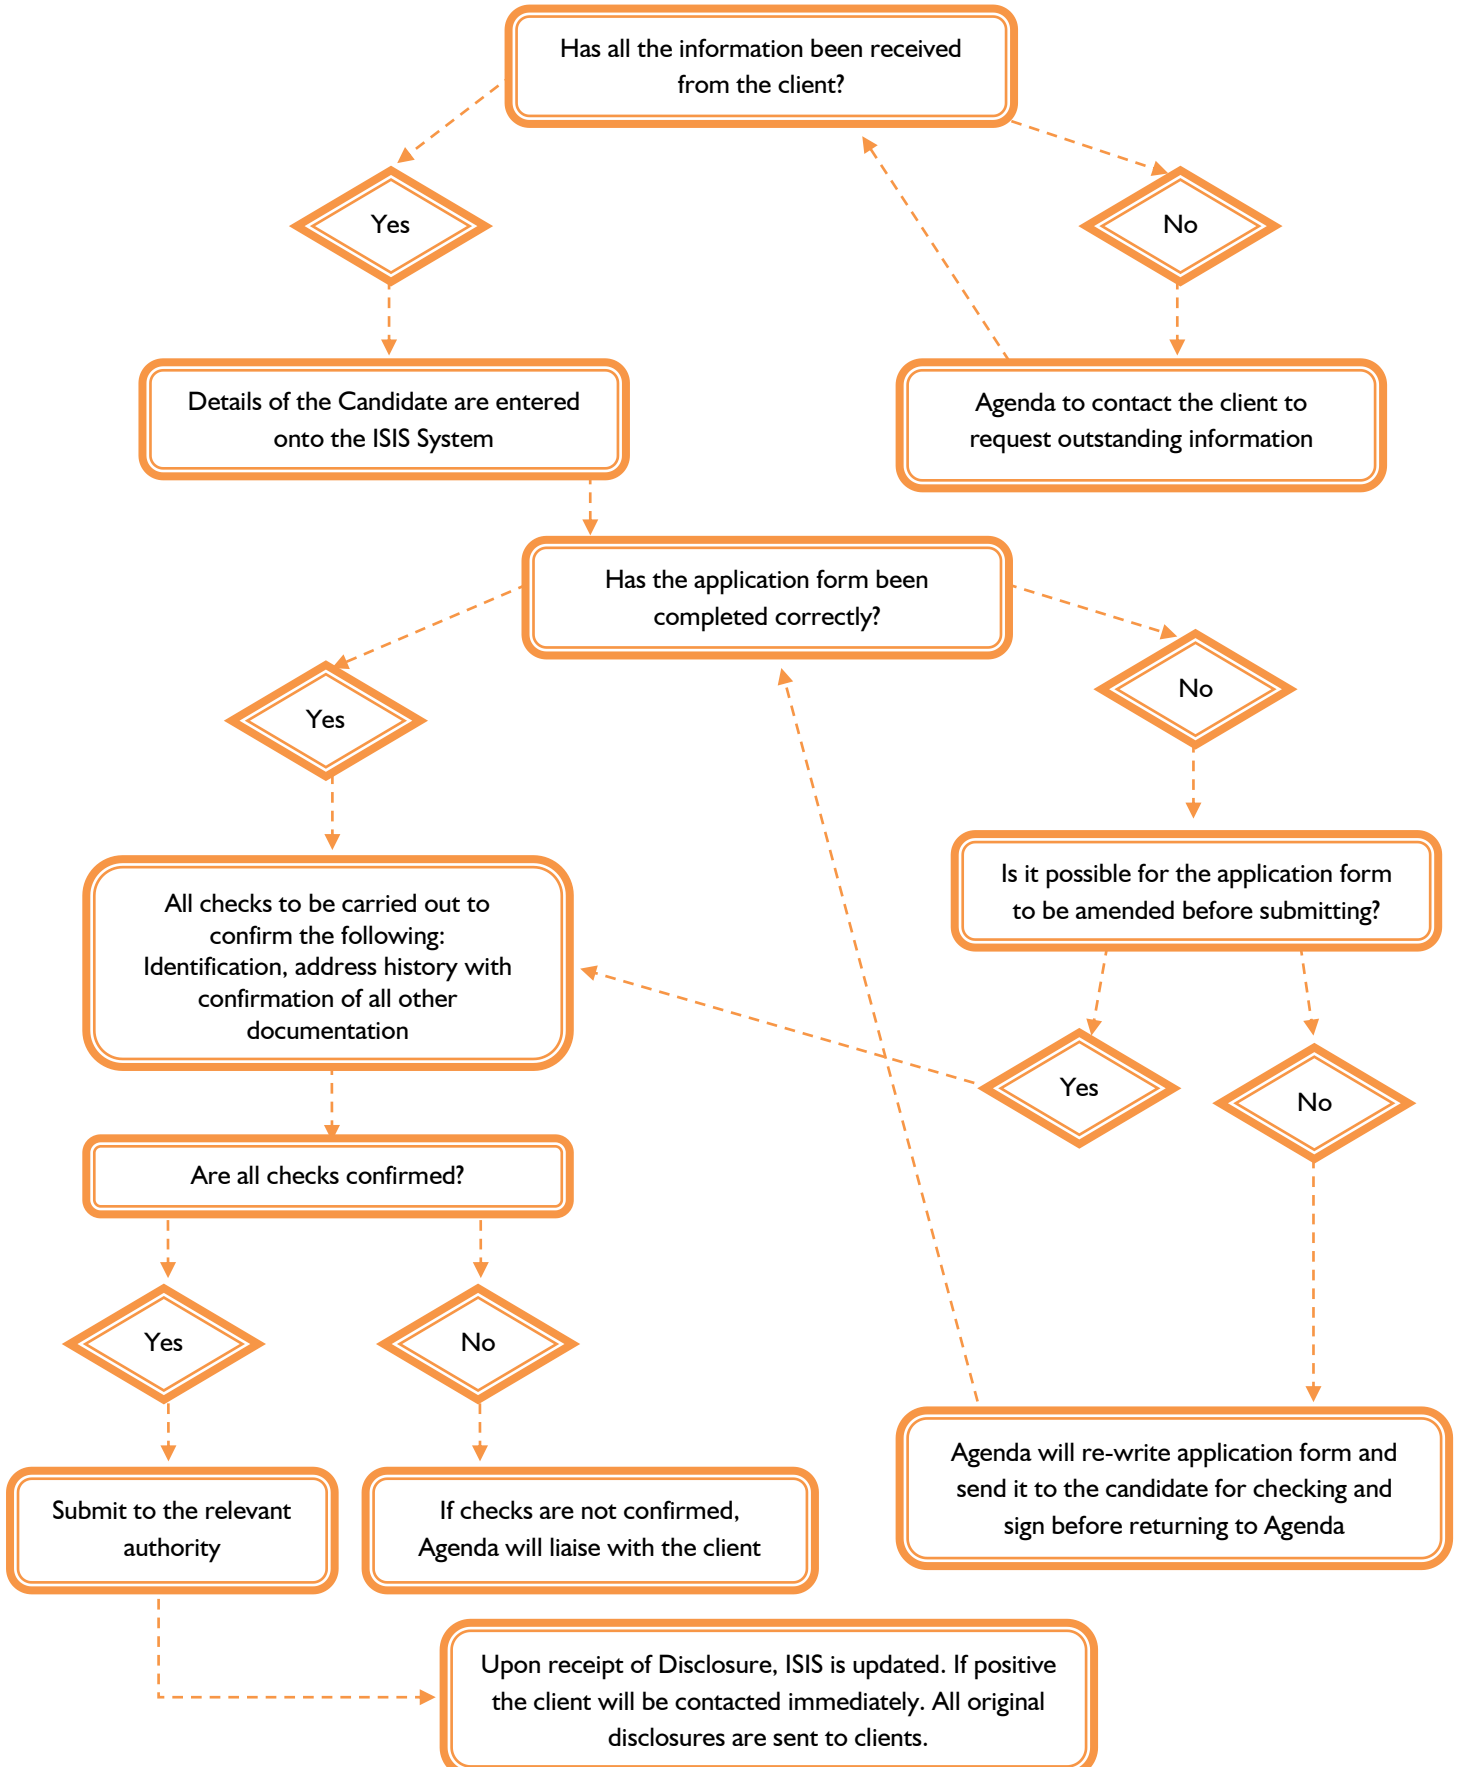 Has all the information been received
from the client?
Yes
No
Details of the Candidate are entered
onto the ISIS System
Agenda to contact the client to
request outstanding information
Has the application form been
completed correctly?
Yes
No
All checks to be carried out to
confirm the following:
Identification, address history with
confirmation of all other
documentation
Is it possible for the application form
to be amended before submitting?
Yes
No
Are all checks confirmed?
Yes
No
Submit to the relevant
authority
If checks are not confirmed,
Agenda will liaise with the client
Agenda will re-write application form and
send it to the candidate for checking and
sign before returning to Agenda
Upon receipt of Disclosure, ISIS is updated. If positive
the client will be contacted immediately. All original
disclosures are sent to clients.